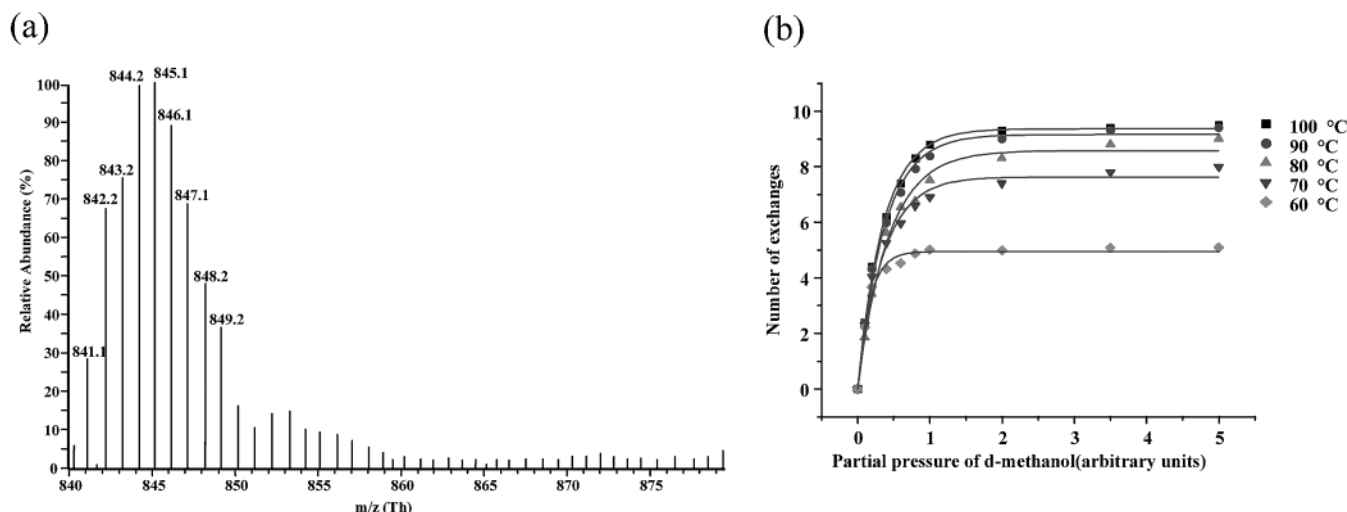 (a)
(b)
844.2
845.1
846.1
843.2
842.2
847.1
848.2
849.2
841.1
100
90
80
70
60
50
40
30
20
10
0
Relative Abundance (%)
840 845 850 855 860 865 870 875
m/z (Th)
10
8
6
4
2
0
Number of exchanges
0 1 2 3 4 5
Partial pressure of d-methanol(arbitrary units)
100 °C
90 °C
80 °C
70 °C
60 °C